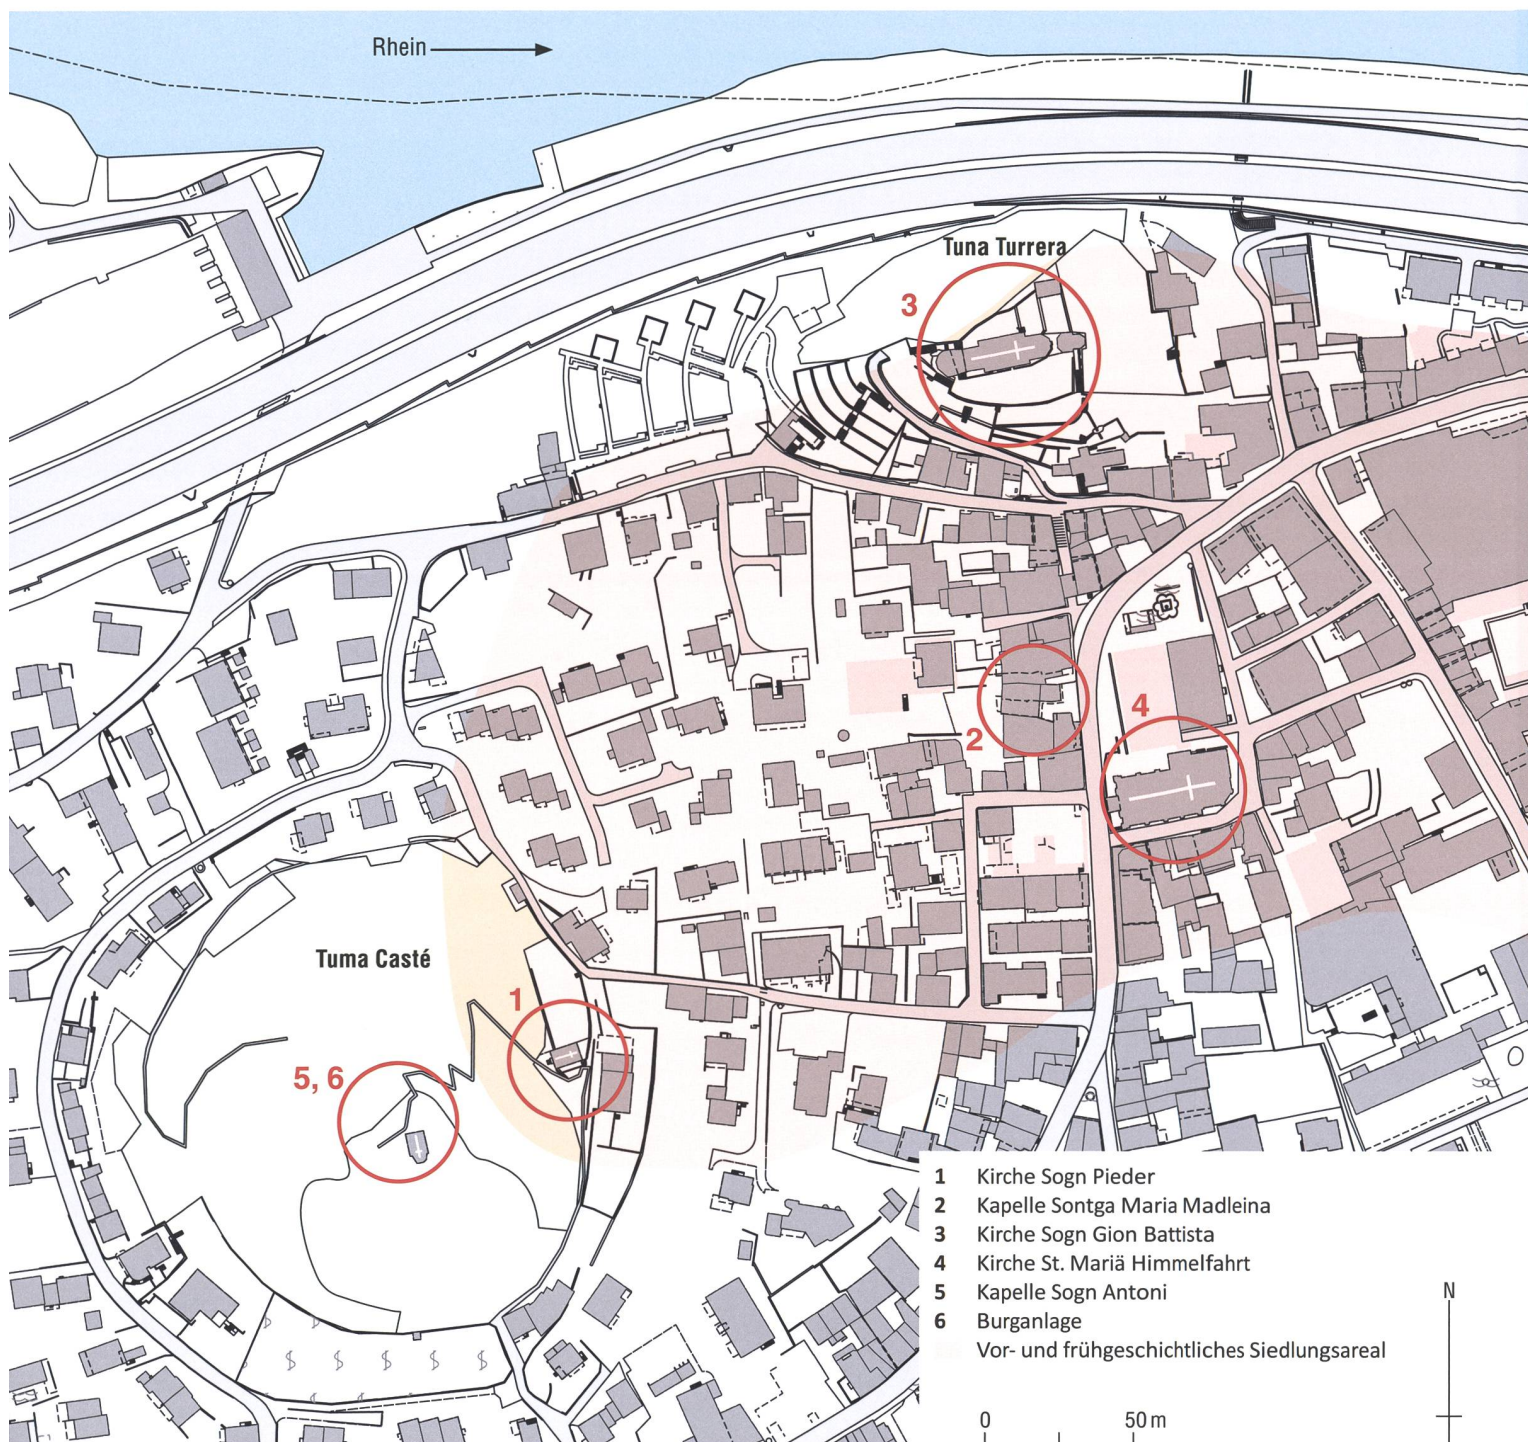 Rhein
Tuna Turrera
3
2
4
Tuma Casté
1
5, 6
1 Kirche Sogn Pieder
2 Kapelle Sontga Maria Madleina
3 Kirche Sogn Gion Battista
4 Kirche St. Mariä Himmelfahrt
5 Kapelle Sogn Antoni
6 Burganlage
Vor- und frühgeschichtliches Siedlungsareal
N
0 50 m